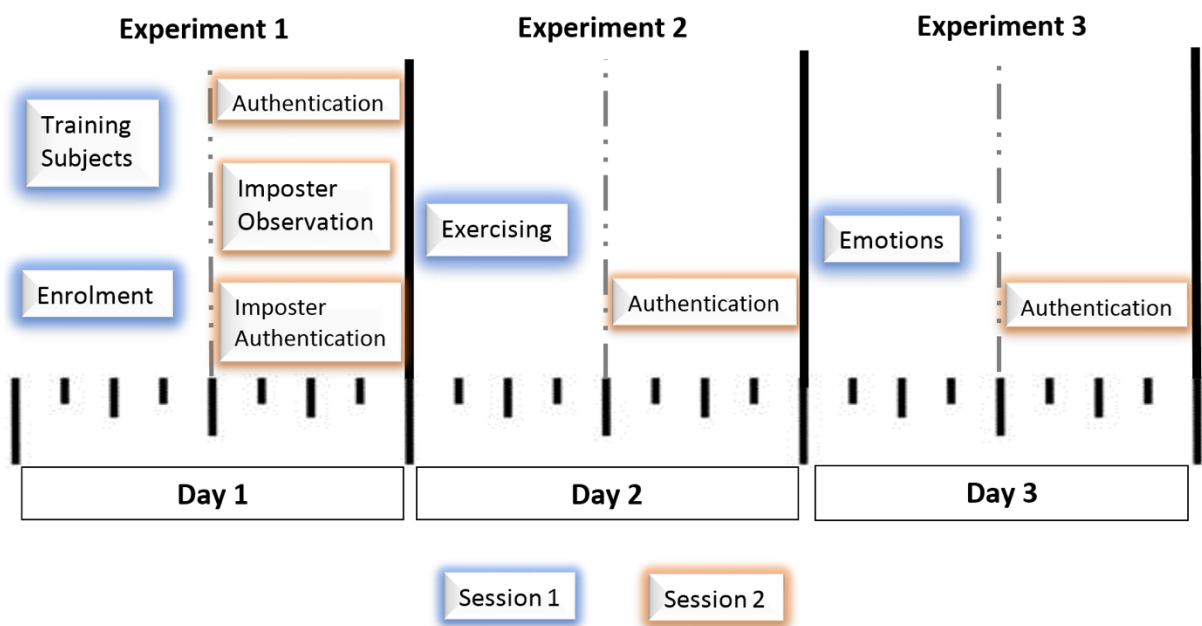 Experiment 1
Experiment 2
Experiment 3
Training
Subjects
Enrolment
Authentication
Imposter
Observation
Imposter
Authentication
Exercising
Authentication
Emotions
Authentication
Day 1
Day 2
Day 3
Session 1
Session 2